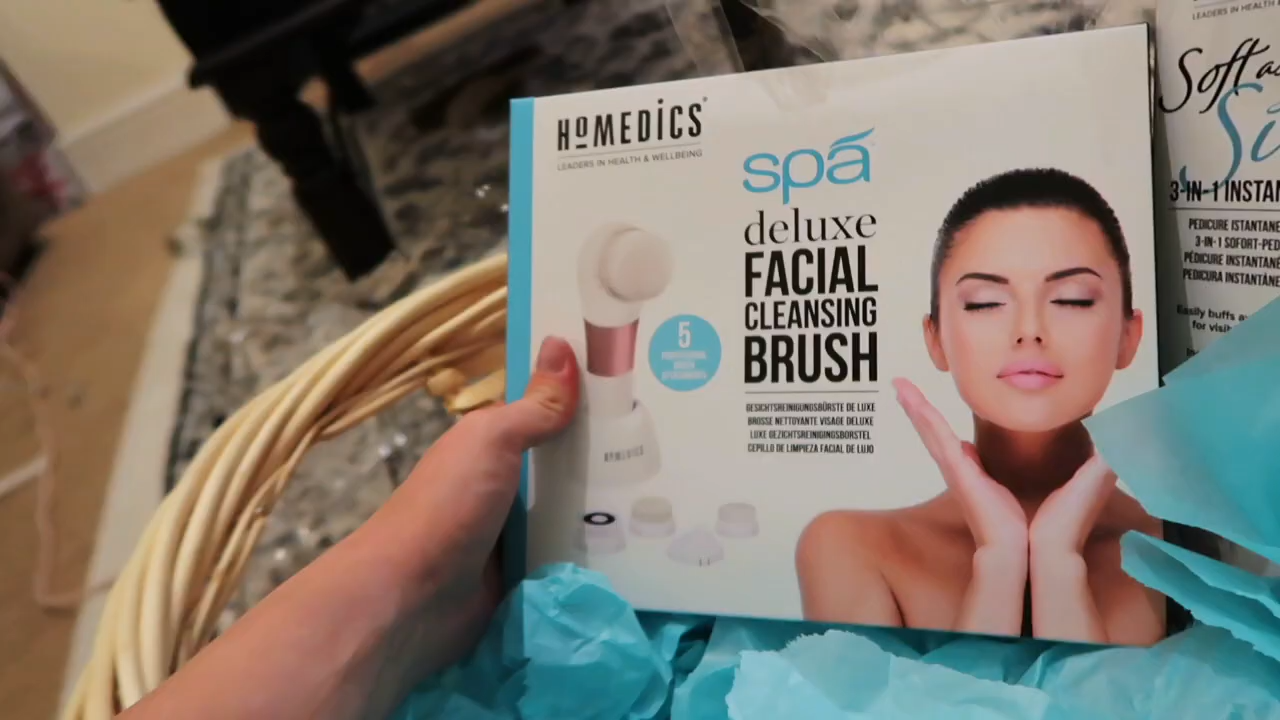 HOMEDICS
LEADERS IN HEALTH & WELLBEING
spa
deluxe
FACIAL
CLEANSING
BRUSH
GESICHTSREINIGUNGSBÜRSTE DE LUXE
BROSSE NETTOYANTE VISAGE DELUXE
LUXE GEZICHTSREINIGINGSBORSTEL
CEPILLO DE LIMPIEZA FACIAL DE LUJO
5
HOMEDICS
LEADERS IN HEALTH &
Soft
3-IN-1 INSTAN
PEDICURE ISTANTANE
3-IN-1 SOFORT-PED
PÉDICURE INSTANTANÉ
PEDICURA INSTANTÁNE
Easily buffs a
for visib